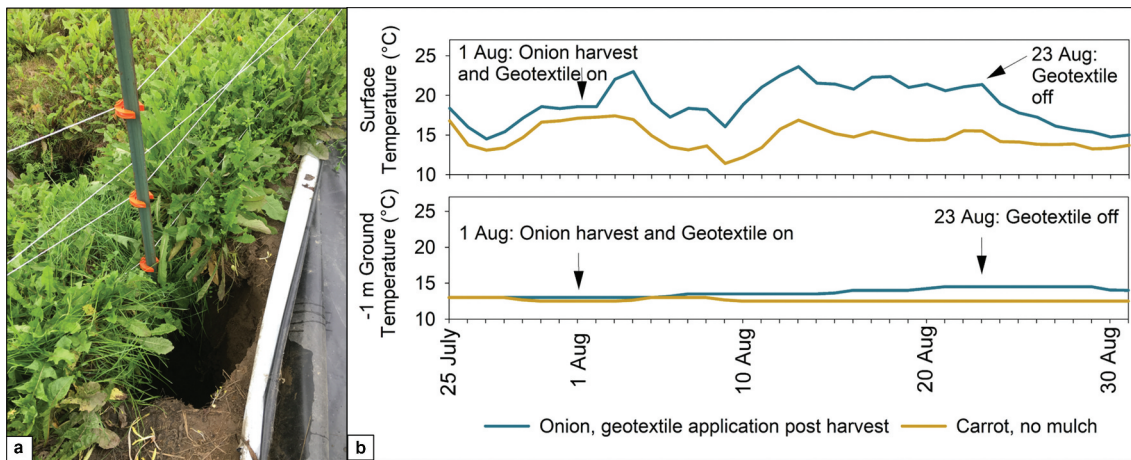 a
b
Surface
Temperature (°C)
25
20
15
10
1 Aug: Onion harvest
and Geotextile on
23 Aug:
Geotextile
off
-1 m Ground
Temperature (°C)
25
20
15
10
1 Aug: Onion harvest and Geotextile on
23 Aug: Geotextile off
25 July
1 Aug
10 Aug
20 Aug
30 Aug
Onion, geotextile application post harvest
Carrot, no mulch